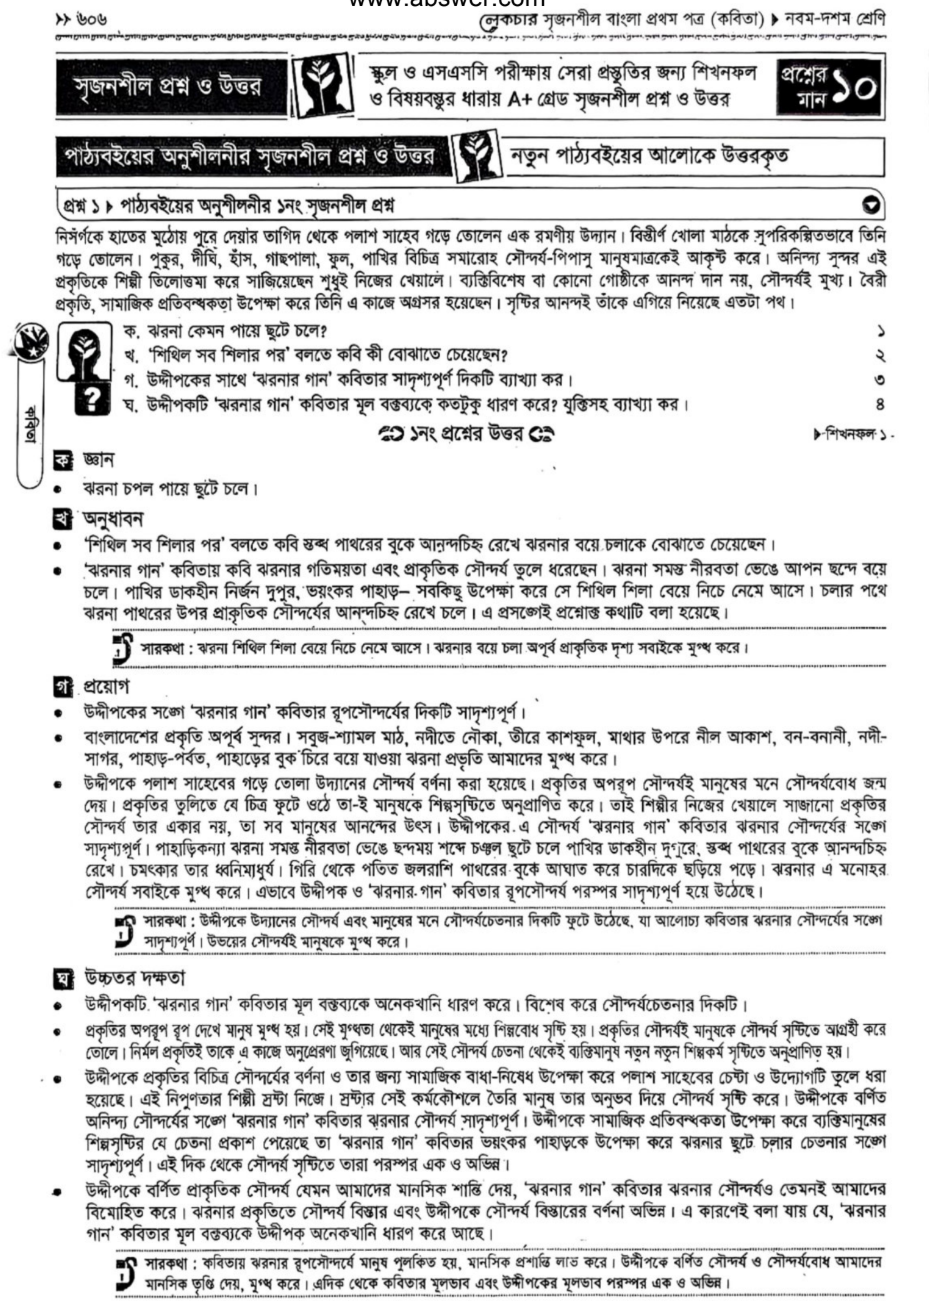 www.abswer.com
>> ৬০৬
লেকচার সৃজনশীল বাংলা প্রথম পত্র (কবিতা) ▶ নবম-দশম শ্রেণি
সৃজনশীল প্রশ্ন ও উত্তর
স্কুল ও এসএসসি পরীক্ষায় সেরা প্রস্তুতির জন্য শিখনফল
ও বিষয়বস্তুর ধারায় A+ গ্রেড সৃজনশীল প্রশ্ন ও উত্তর
প্রশ্নের
মান ১০
পাঠ্যবইয়ের অনুশীলনীর সৃজনশীল প্রশ্ন ও উত্তর
নতুন পাঠ্যবইয়ের আলোকে উত্তরকৃত
প্রশ্ন ১ ▶ পাঠ্যবইয়ের অনুশীলনীর ১নং সৃজনশীল প্রশ্ন
নিসর্গকে হাতের মুঠোয় পুরে দেয়ার তাগিদ থেকে পলাশ সাহেব গড়ে তোলেন এক রমণীয় উদ্যান। বিস্তীর্ণ খোলা মাঠকে সুপরিকল্পিতভাবে তিনি
গড়ে তোলেন। পুকুর, দীঘি, হাঁস, গাছপালা, ফুল, পাখির বিচিত্র সমারোহ সৌন্দর্য-পিপাসু মানুষমাত্রকেই আকৃষ্ট করে। অনিন্দ্য সুন্দর এই
প্রকৃতিকে শিল্পী তিলোত্তমা করে সাজিয়েছেন শুধুই নিজের খেয়ালে। ব্যক্তিবিশেষ বা কোনো গোষ্ঠীকে আনন্দ দান নয়, সৌন্দর্যই মুখ্য। বৈরী
প্রকৃতি, সামাজিক প্রতিবন্ধকতা উপেক্ষা করে তিনি এ কাজে অগ্রসর হয়েছেন। সৃষ্টির আনন্দই তাঁকে এগিয়ে নিয়েছে এতটা পথ।
ক. ঝরনা কেমন পায়ে ছুটে চলে? ১
খ. 'শিথিল সব শিলার পর' বলতে কবি কী বোঝাতে চেয়েছেন? ২
গ. উদ্দীপকের সাথে 'ঝরনার গান' কবিতার সাদৃশ্যপূর্ণ দিকটি ব্যাখ্যা কর। ৩
ঘ. উদ্দীপকটি 'ঝরনার গান' কবিতার মূল বক্তব্যকে কতটুকু ধারণ করে? যুক্তিসহ ব্যাখ্যা কর। ৪
কবিতা
১নং প্রশ্নের উত্তর
▶ শিখনফল ১
ক জ্ঞান
• ঝরনা চপল পায়ে ছুটে চলে।
খ অনুধাবন
• 'শিথিল সব শিলার পর' বলতে কবি স্তব্ধ পাথরের বুকে আনন্দচিহ্ন রেখে ঝরনার বয়ে চলাকে বোঝাতে চেয়েছেন।
• 'ঝরনার গান' কবিতায় কবি ঝরনার গতিময়তা এবং প্রাকৃতিক সৌন্দর্য তুলে ধরেছেন। ঝরনা সমস্ত নীরবতা ভেঙে আপন ছন্দে বয়ে
চলে। পাখির ডাকহীন নির্জন দুপুর, ভয়ংকর পাহাড়– সবকিছু উপেক্ষা করে সে শিথিল শিলা বেয়ে নিচে নেমে আসে। চলার পথে
ঝরনা পাথরের উপর প্রাকৃতিক সৌন্দর্যের আনন্দচিহ্ন রেখে চলে। এ প্রসঙ্গেই প্রশ্নোক্ত কথাটি বলা হয়েছে।
সারকথা : ঝরনা শিথিল শিলা বেয়ে নিচে নেমে আসে। ঝরনার বয়ে চলা অপূর্ব প্রাকৃতিক দৃশ্য সবাইকে মুগ্ধ করে।
গ প্রয়োগ
• উদ্দীপকের সঙ্গে 'ঝরনার গান' কবিতার রূপসৌন্দর্যের দিকটি সাদৃশ্যপূর্ণ।
• বাংলাদেশের প্রকৃতি অপূর্ব সুন্দর। সবুজ-শ্যামল মাঠ, নদীতে নৌকা, তীরে কাশফুল, মাথার উপরে নীল আকাশ, বন-বনানী, নদী-
সাগর, পাহাড়-পর্বত, পাহাড়ের বুক চিরে বয়ে যাওয়া ঝরনা প্রভৃতি আমাদের মুগ্ধ করে।
• উদ্দীপকে পলাশ সাহেবের গড়ে তোলা উদ্যানের সৌন্দর্য বর্ণনা করা হয়েছে। প্রকৃতির অপরূপ সৌন্দর্যই মানুষের মনে সৌন্দর্যবোধ জন্ম
দেয়। প্রকৃতির তুলিতে যে চিত্র ফুটে ওঠে তা-ই মানুষকে শিল্পসৃষ্টিতে অনুপ্রাণিত করে। তাই শিল্পীর নিজের খেয়ালে সাজানো প্রকৃতির
সৌন্দর্য তার একার নয়, তা সব মানুষের আনন্দের উৎস। উদ্দীপকের এ সৌন্দর্য 'ঝরনার গান' কবিতার ঝরনার সৌন্দর্যের সঙ্গে
সাদৃশ্যপূর্ণ। পাহাড়িকন্যা ঝরনা সমস্ত নীরবতা ভেঙে ছন্দময় শব্দে চঞ্চল ছুটে চলে পাখির ডাকহীন দুপুরে, স্তব্ধ পাথরের বুকে আনন্দচিহ্ন
রেখে। চমৎকার তার ধ্বনিমাধুর্য। গিরি থেকে পতিত জলরাশি পাথরের বুকে আঘাত করে চারদিকে ছড়িয়ে পড়ে। ঝরনার এ মনোহর
সৌন্দর্য সবাইকে মুগ্ধ করে। এভাবে উদ্দীপক ও 'ঝরনার গান' কবিতার রূপসৌন্দর্য পরস্পর সাদৃশ্যপূর্ণ হয়ে উঠেছে।
সারকথা : উদ্দীপকে উদ্যানের সৌন্দর্য এবং মানুষের মনে সৌন্দর্যচেতনার দিকটি ফুটে উঠেছে, যা আলোচ্য কবিতার ঝরনার সৌন্দর্যের সঙ্গে
সাদৃশ্যপূর্ণ। উভয়ের সৌন্দর্যই মানুষকে মুগ্ধ করে।
ঘ উচ্চতর দক্ষতা
• উদ্দীপকটি 'ঝরনার গান' কবিতার মূল বক্তব্যকে অনেকখানি ধারণ করে। বিশেষ করে সৌন্দর্যচেতনার দিকটি।
• প্রকৃতির অপরূপ রূপ দেখে মানুষ মুগ্ধ হয়। সেই মুগ্ধতা থেকেই মানুষের মধ্যে শিল্পবোধ সৃষ্টি হয়। প্রকৃতির সৌন্দর্যই মানুষকে সৌন্দর্য সৃষ্টিতে আগ্রহী করে
তোলে। নির্মল প্রকৃতিই তাকে এ কাজে অনুপ্রেরণা জুগিয়েছে। আর সেই সৌন্দর্য চেতনা থেকেই ব্যক্তিমানুষ নতুন নতুন শিল্পকর্ম সৃষ্টিতে অনুপ্রাণিত হয়।
• উদ্দীপকে প্রকৃতির বিচিত্র সৌন্দর্যের বর্ণনা ও তার জন্য সামাজিক বাধা-নিষেধ উপেক্ষা করে পলাশ সাহেবের চেষ্টা ও উদ্যোগটি তুলে ধরা
হয়েছে। এই নিপুণতার শিল্পী স্রষ্টা নিজে। স্রষ্টার সেই কর্মকৌশলে তৈরি মানুষ তার অনুভব দিয়ে সৌন্দর্য সৃষ্টি করে। উদ্দীপকে বর্ণিত
অনিন্দ্য সৌন্দর্যের সঙ্গে 'ঝরনার গান' কবিতার ঝরনার সৌন্দর্য সাদৃশ্যপূর্ণ। উদ্দীপকে সামাজিক প্রতিবন্ধকতা উপেক্ষা করে ব্যক্তিমানুষের
শিল্পসৃষ্টির যে চেতনা প্রকাশ পেয়েছে তা 'ঝরনার গান' কবিতার ভয়ংকর পাহাড়কে উপেক্ষা করে ঝরনার ছুটে চলার চেতনার সঙ্গে
সাদৃশ্যপূর্ণ। এই দিক থেকে সৌন্দর্য সৃষ্টিতে তারা পরস্পর এক ও অভিন্ন।
• উদ্দীপকে বর্ণিত প্রাকৃতিক সৌন্দর্য যেমন আমাদের মানসিক শান্তি দেয়, 'ঝরনার গান' কবিতার ঝরনার সৌন্দর্যও তেমনই আমাদের
বিমোহিত করে। ঝরনার প্রকৃতিতে সৌন্দর্য বিস্তার এবং উদ্দীপকে সৌন্দর্য বিস্তারের বর্ণনা অভিন্ন। এ কারণেই বলা যায় যে, 'ঝরনার
গান' কবিতার মূল বক্তব্যকে উদ্দীপক অনেকখানি ধারণ করে আছে।
সারকথা : কবিতায় ঝরনার রূপসৌন্দর্যে মানুষ পুলকিত হয়, মানসিক প্রশান্তি লাভ করে। উদ্দীপকে বর্ণিত সৌন্দর্য ও সৌন্দর্যবোধ আমাদের
মানসিক তৃপ্তি দেয়, মুগ্ধ করে। এদিক থেকে কবিতার মূলভাব এবং উদ্দীপকের মূলভাব পরস্পর এক ও অভিন্ন।